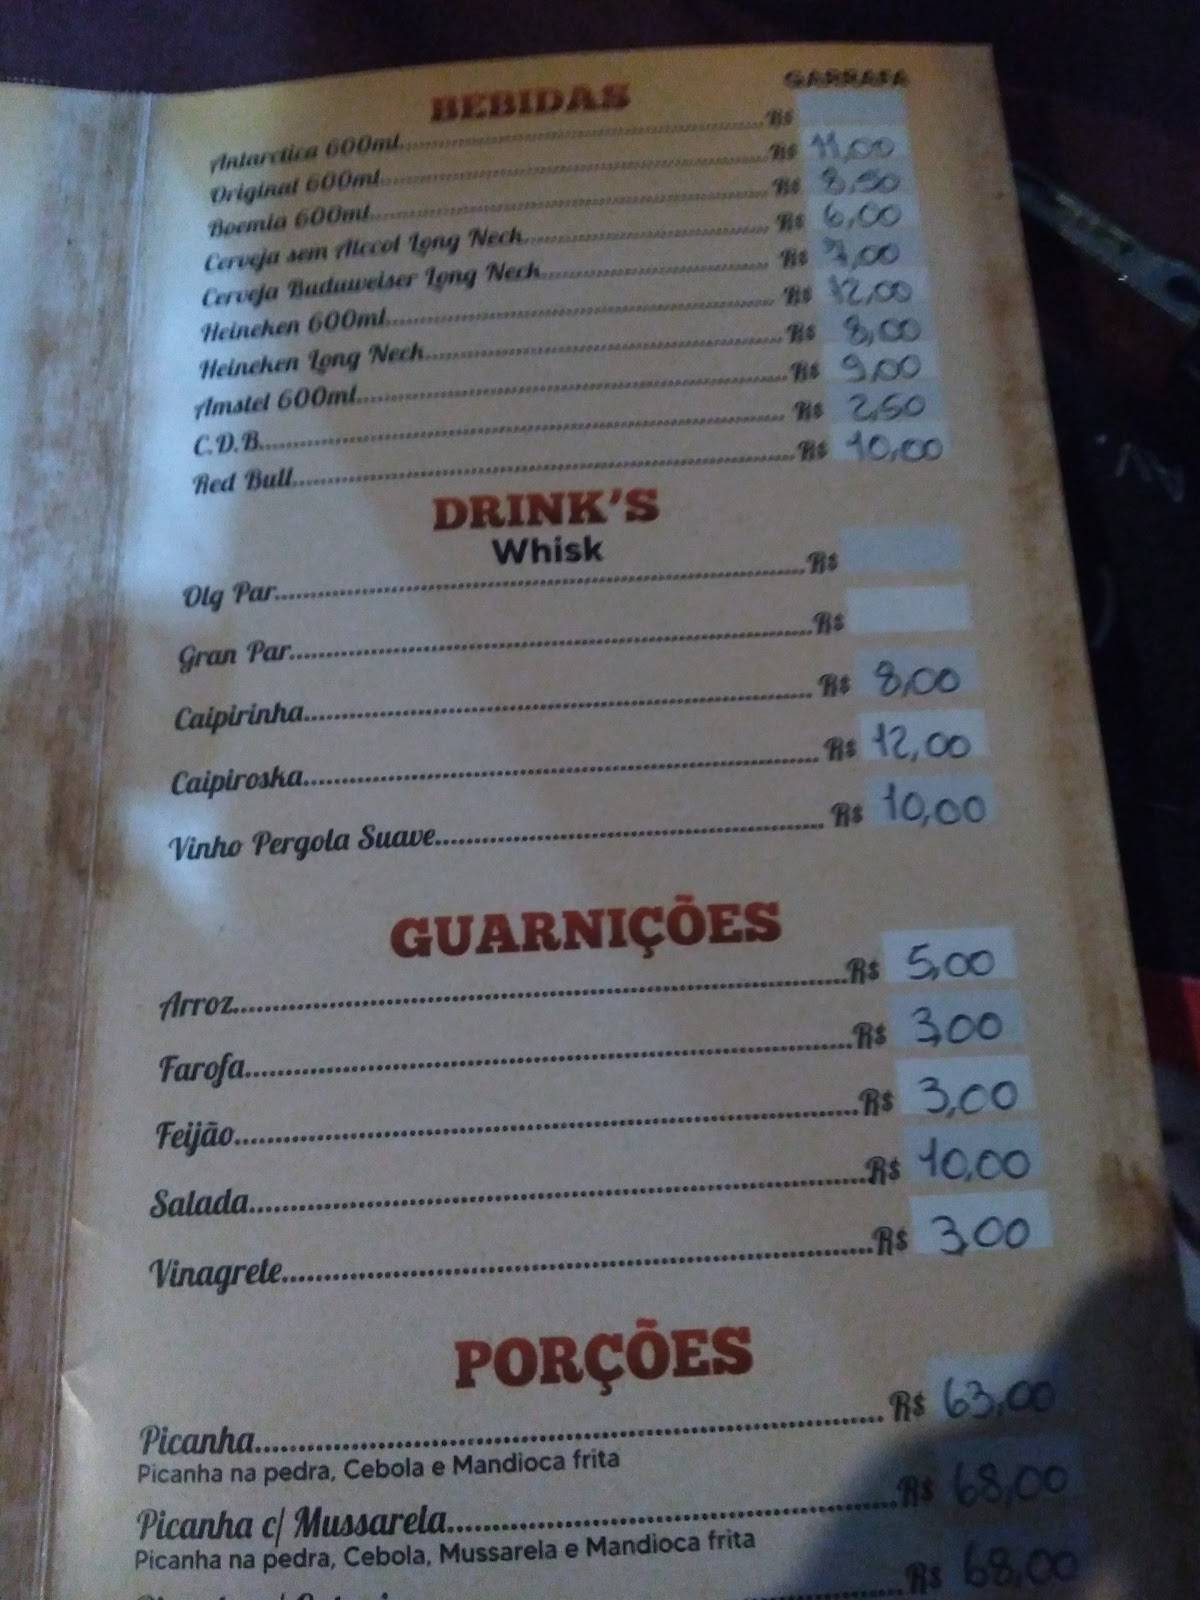 BEBIDAS GARRAFA
Antarctica 600ml R$
Original 600ml R$ 11,00
Boemia 600ml R$ 8,50
Cerveja sem Alccol Long Neck R$ 6,00
Cerveja Buduweiser Long Neck R$ 7,00
Heineken 600ml R$ 12,00
Heineken Long Neck R$ 8,00
Amstel 600ml R$ 9,00
C.D.B R$ 2,50
Red Bull R$ 10,00
DRINK'S
Whisk
Olg Par R$
Gran Par R$
Caipirinha R$ 8,00
Caipiroska R$ 12,00
Vinho Pergola Suave R$ 10,00
GUARNIÇÕES
Arroz R$ 5,00
Farofa R$ 3,00
Feijão R$ 3,00
Salada R$ 10,00
Vinagrete R$ 3,00
PORÇÕES
Picanha R$ 63,00
Picanha na pedra, Cebola e Mandioca frita
Picanha c/ Mussarela R$ 68,00
Picanha na pedra, Cebola, Mussarela e Mandioca frita
R$ 68,00